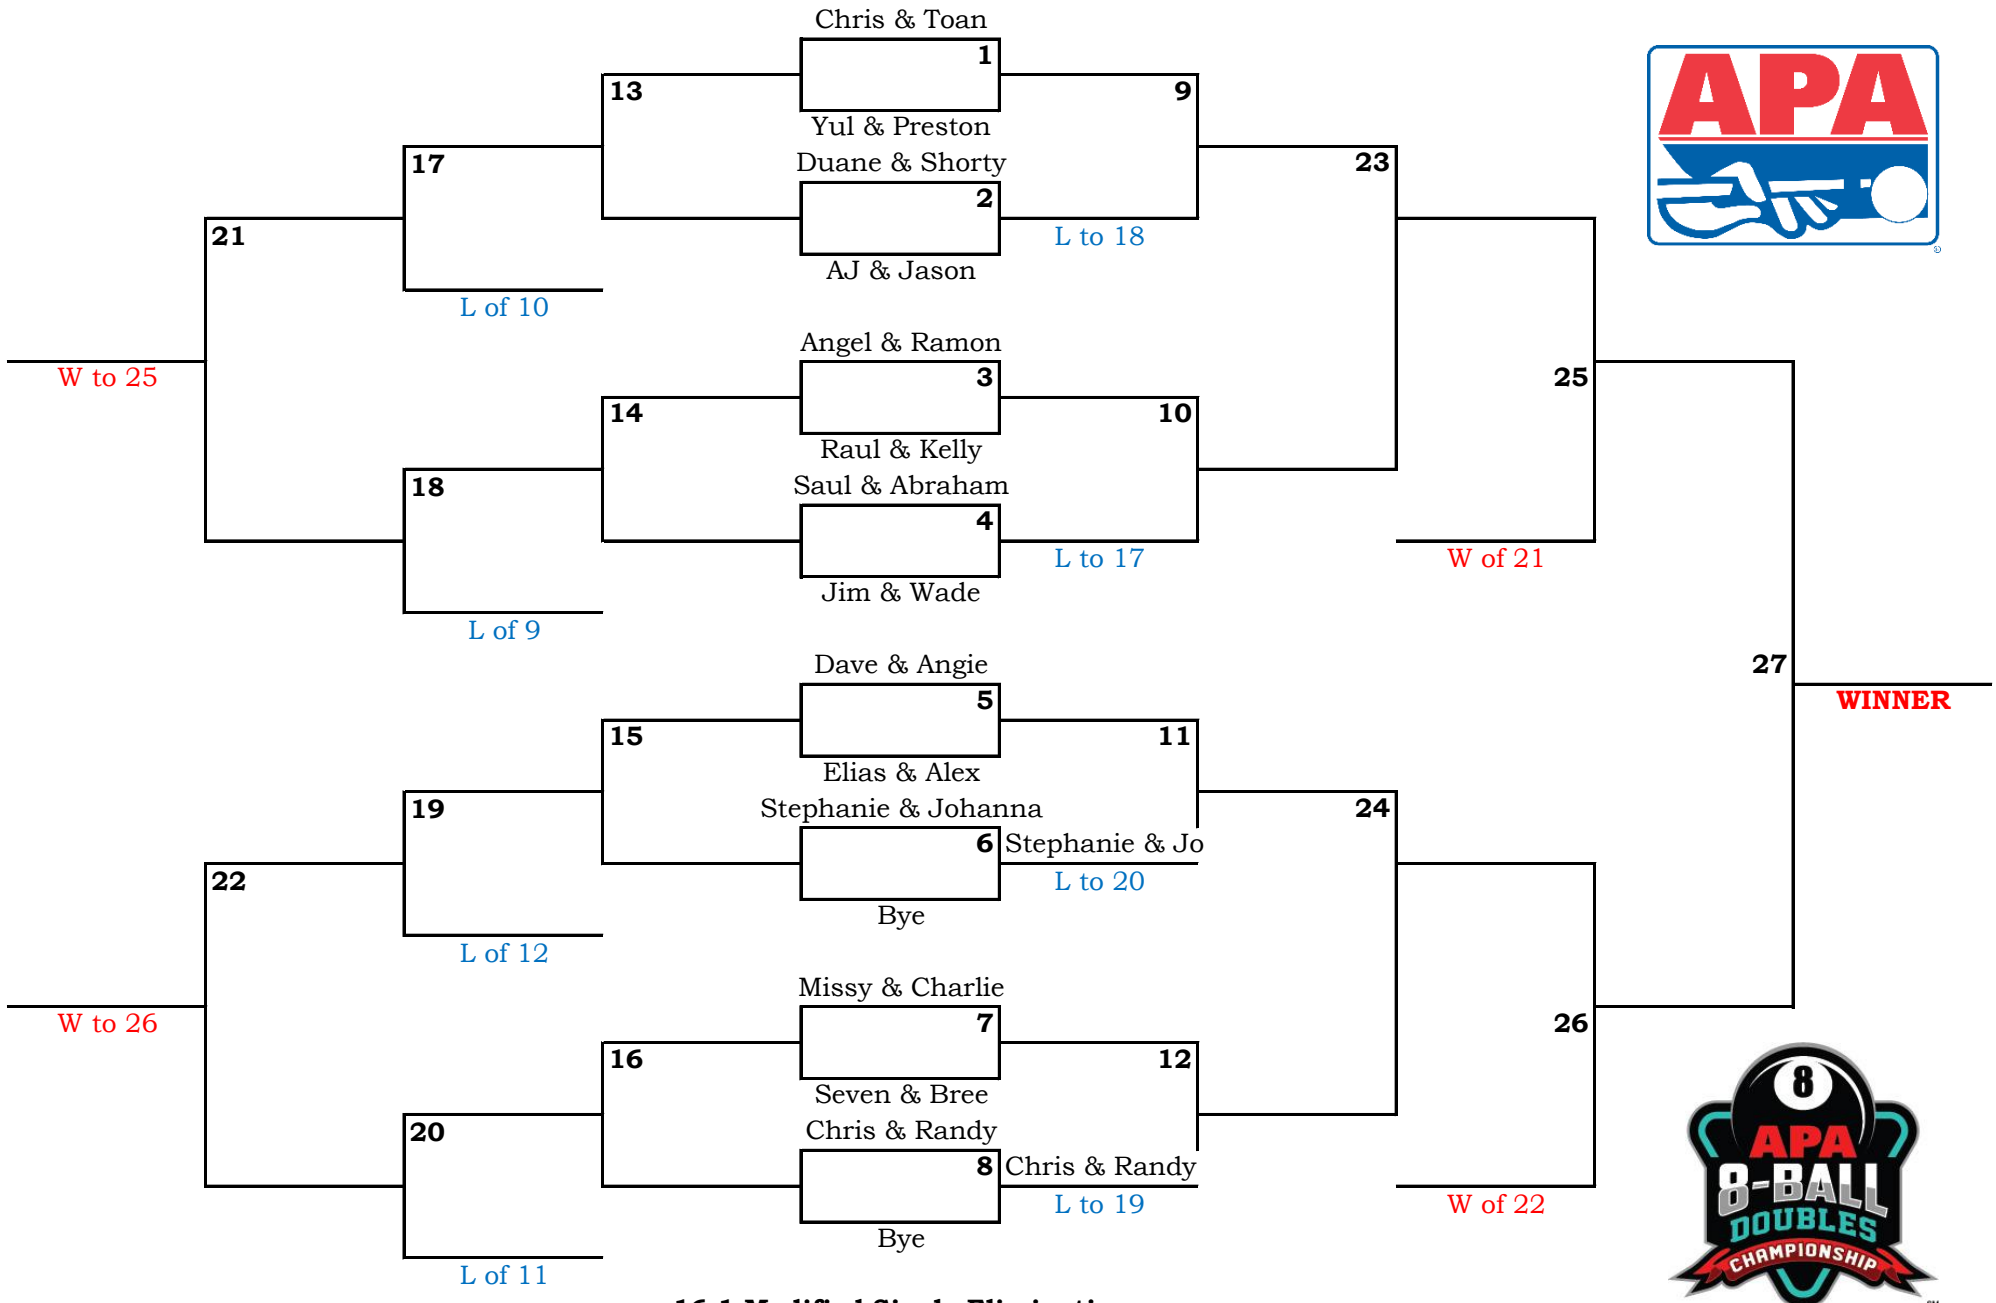 Chris & Toan
1
13
9
APA
Yul & Preston
Duane & Shorty
17
23
2
21
L to 18
AJ & Jason
L of 10
Angel & Ramon
W to 25
3
25
14
10
Raul & Kelly
Saul & Abraham
18
4
L to 17
W of 21
Jim & Wade
L of 9
Dave & Angie
27
5
WINNER
15
11
Elias & Alex
Stephanie & Johanna
19
24
6
Stephanie & Jo
22
L to 20
Bye
L of 12
Missy & Charlie
W to 26
7
26
16
12
8
Seven & Bree
Chris & Randy
20
APA
8
Chris & Randy
8-BALL
L to 19
W of 22
DOUBLES
Bye
CHAMPIONSHIP
L of 11